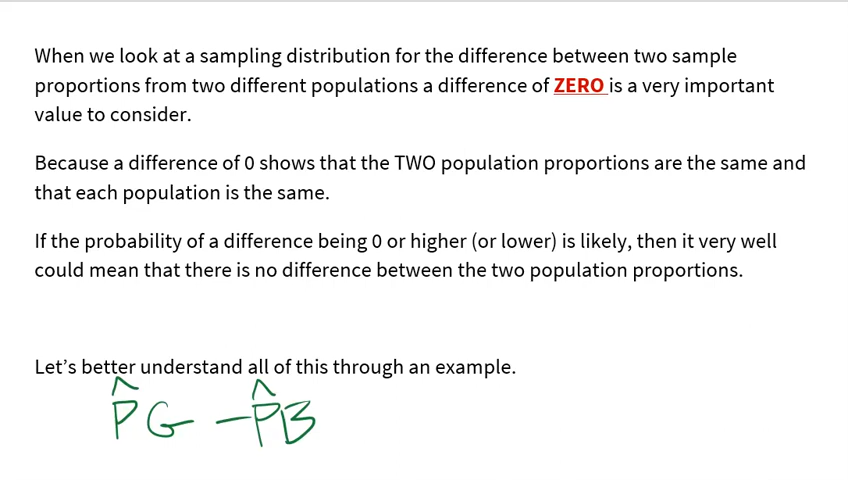 When we look at a sampling distribution for the difference between two sample
proportions from two different populations a difference of ZERO is a very important
value to consider.
Because a difference of 0 shows that the TWO population proportions are the same and
that each population is the same.
If the probability of a difference being 0 or higher (or lower) is likely, then it very well
could mean that there is no difference between the two population proportions.
Let's better understand all of this through an example.
p̂G - p̂B